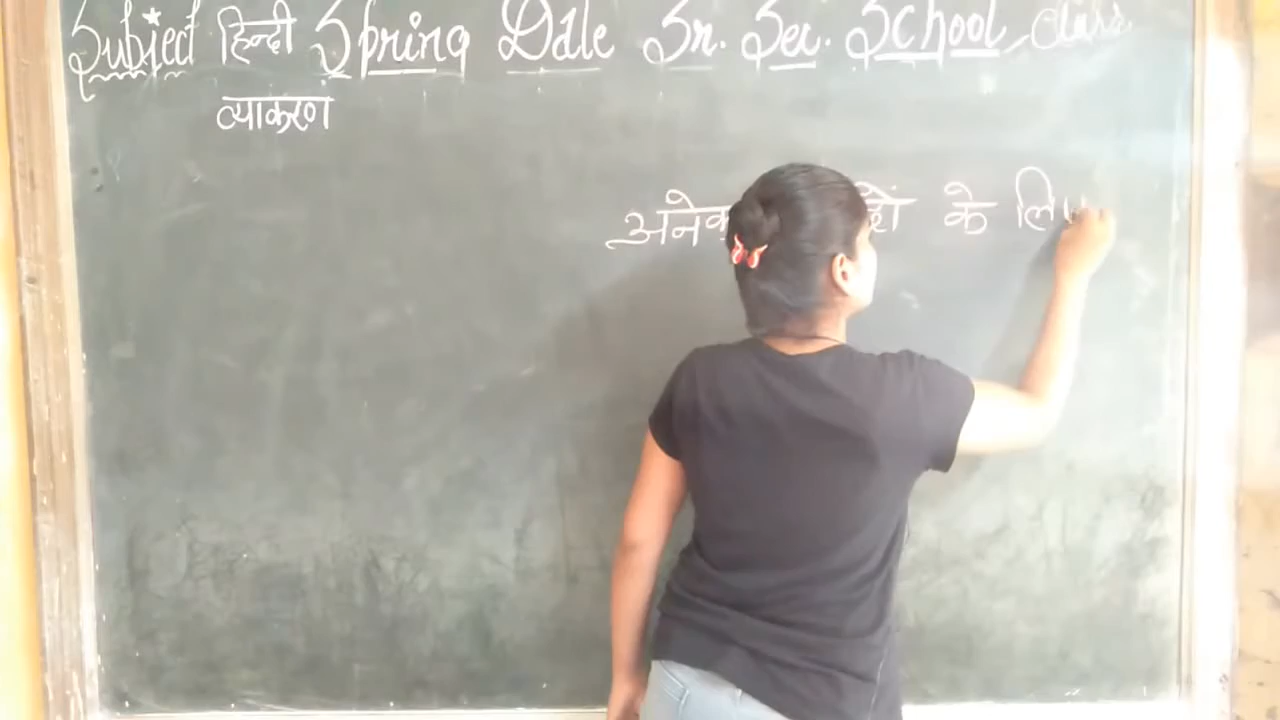 Subject हिन्दी Spring Dale Sr. Sec. School Class
व्याकरण
अनेक के